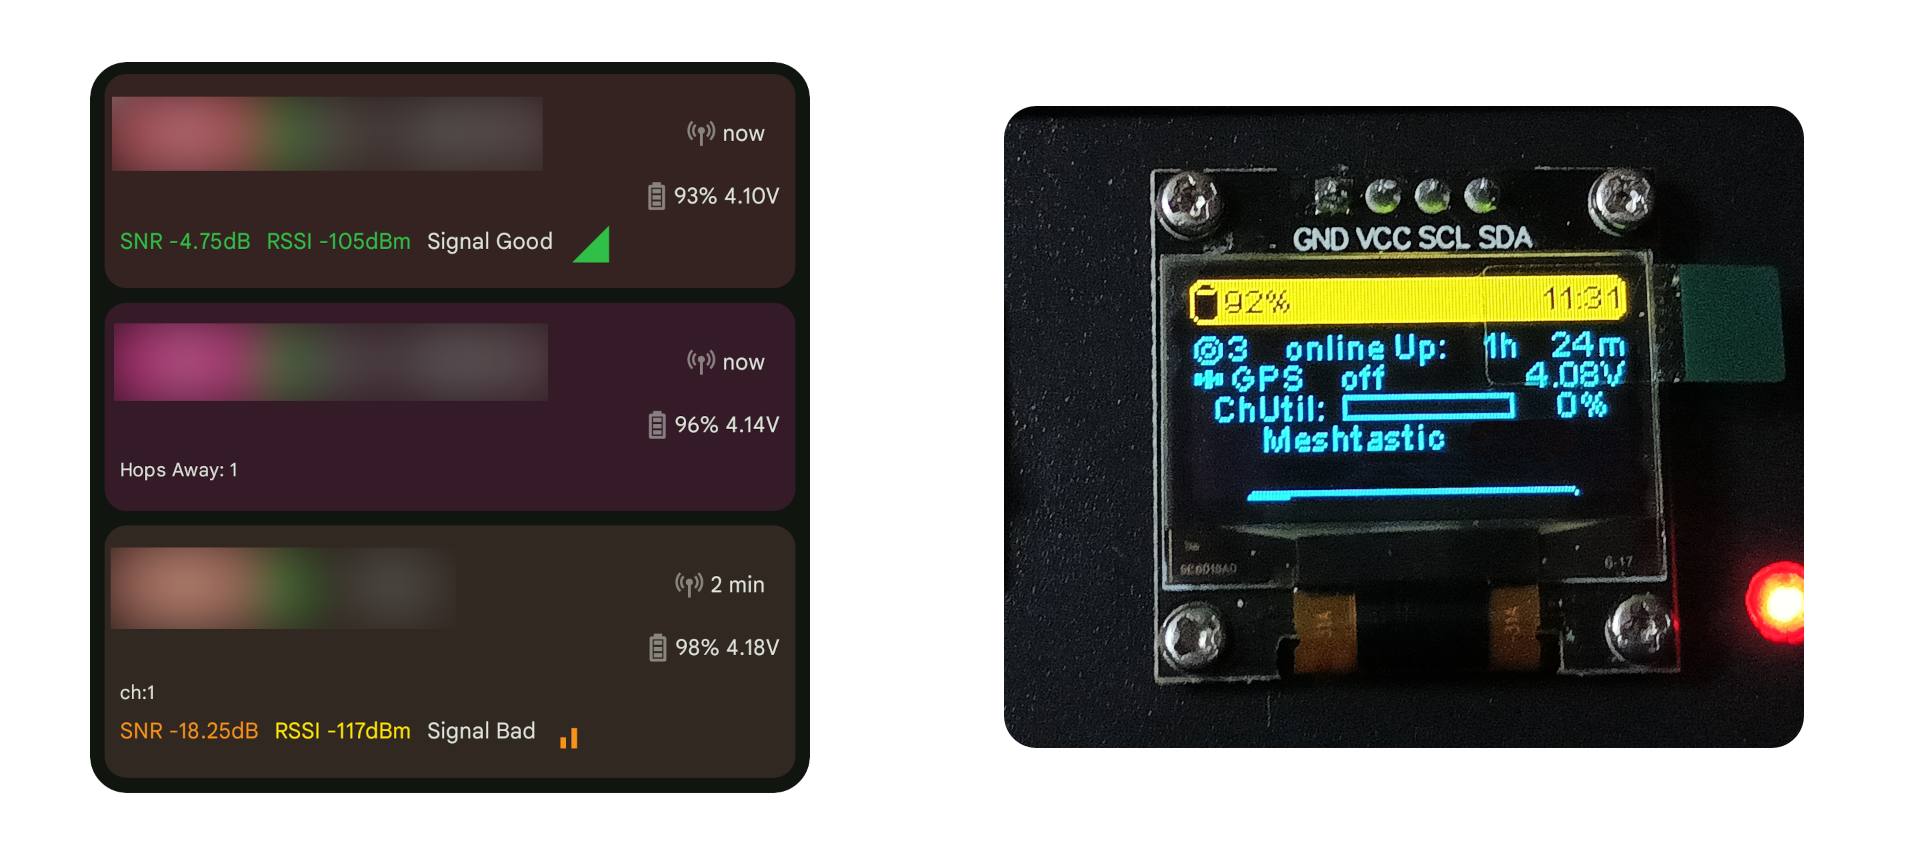 now
93% 4.10V
SNR -4.75dB RSSI -105dBm Signal Good
now
96% 4.14V
Hops Away: 1
2 min
98% 4.18V
ch:1
SNR -18.25dB RSSI -117dBm Signal Bad
GND VCC SCL SDA
92% 11:31
3 online Up: 1h 24m
GPS off 4.08V
ChUtil: 0%
Meshtastic
6-17